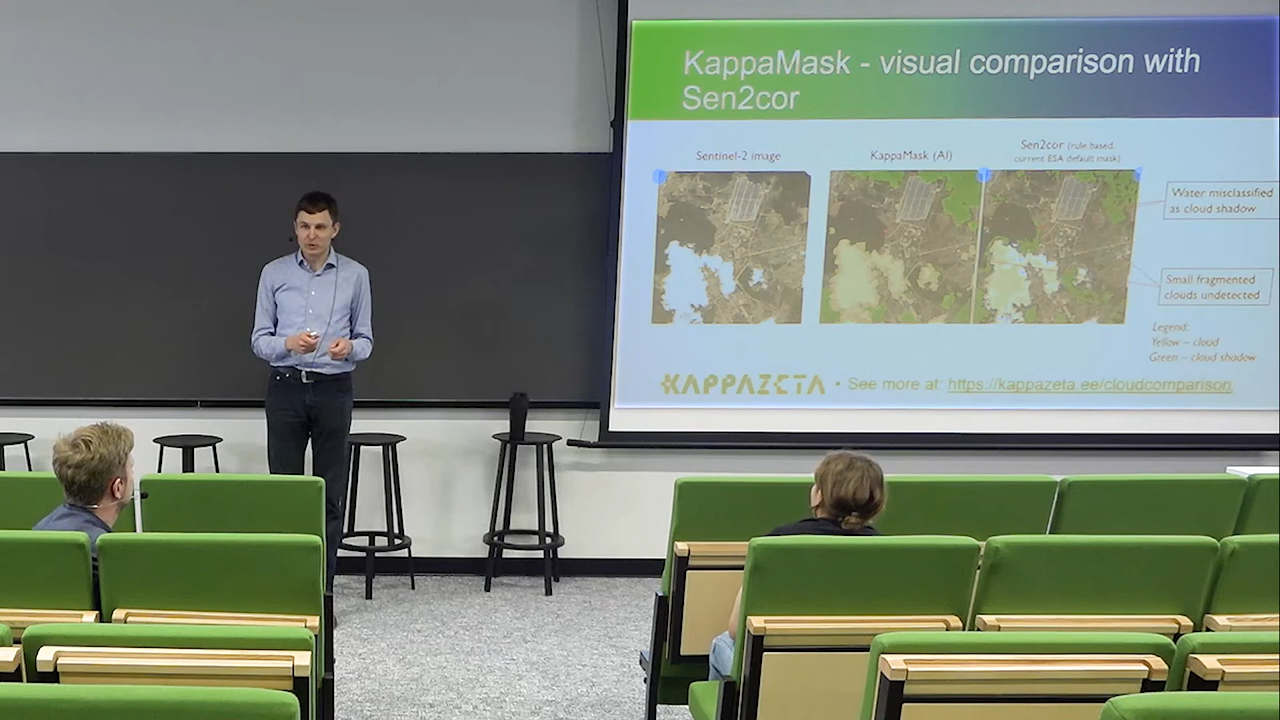 KappaMask - visual comparison with
Sen2cor
Sentinel-2 image
KappaMask (AI)
Sen2cor (rule based,
current ESA default mask)
Water misclassified
as cloud shadow
Small fragmented
clouds undetected
Legend:
Yellow – cloud
Green – cloud shadow
KAPPAZETA
• See more at: https://kappazeta.ee/cloudcomparison